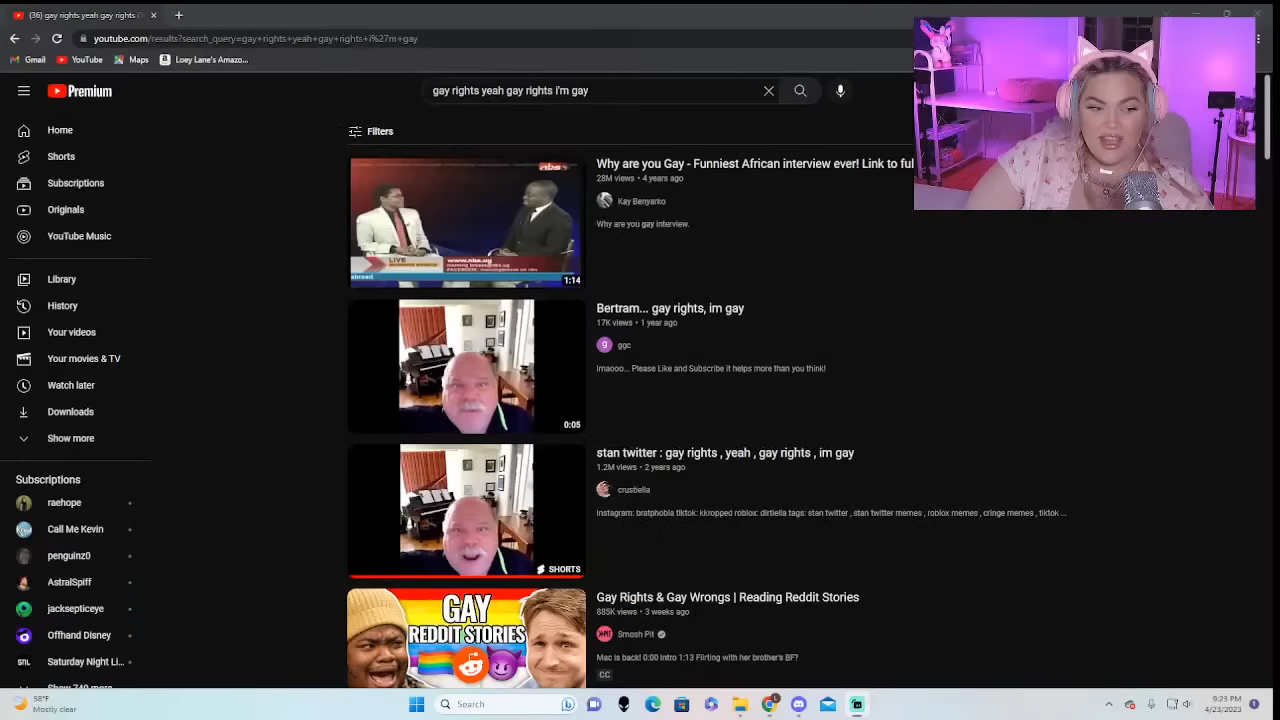 (36) gay rights yeah gay rights i'
youtube.com/results?search_query=gay+rights+yeah+gay+rights+i%27m+gay
Gmail
YouTube
Maps
Loey Lane's Amazo...
Premium
gay rights yeah gay rights i'm gay
Filters
Home
Shorts
Subscriptions
Originals
YouTube Music
Library
History
Your videos
Your movies & TV
Watch later
Downloads
Show more
Subscriptions
raehope
Call Me Kevin
penguinz0
AstralSpiff
jacksepticeye
Offhand Disney
Saturday Night Li...
Show 740 more
nbs
LIVE
www.nbs.ug
abroad.
1:14
Why are you Gay - Funniest African interview ever! Link to ful
28M views • 4 years ago
Kay Benyarko
Why are you gay interview.
0:05
Bertram... gay rights, im gay
17K views • 1 year ago
g
ggc
lmaooo... Please Like and Subscribe it helps more than you think!
SHORTS
stan twitter : gay rights , yeah , gay rights , im gay
1.2M views • 2 years ago
crustiella
instagram: bratphobia tiktok: kkropped roblox: dirtiella tags: stan twitter , stan twitter memes , roblox memes , cringe memes , tiktok ...
GAY
REDDIT STORIES
Gay Rights & Gay Wrongs | Reading Reddit Stories
885K views • 3 weeks ago
Smosh Pit
Mac is back! 0:00 Intro 1:13 Flirting with her brother's BF?
CC
58°F
Mostly clear
Search
9:23 PM
4/23/2023